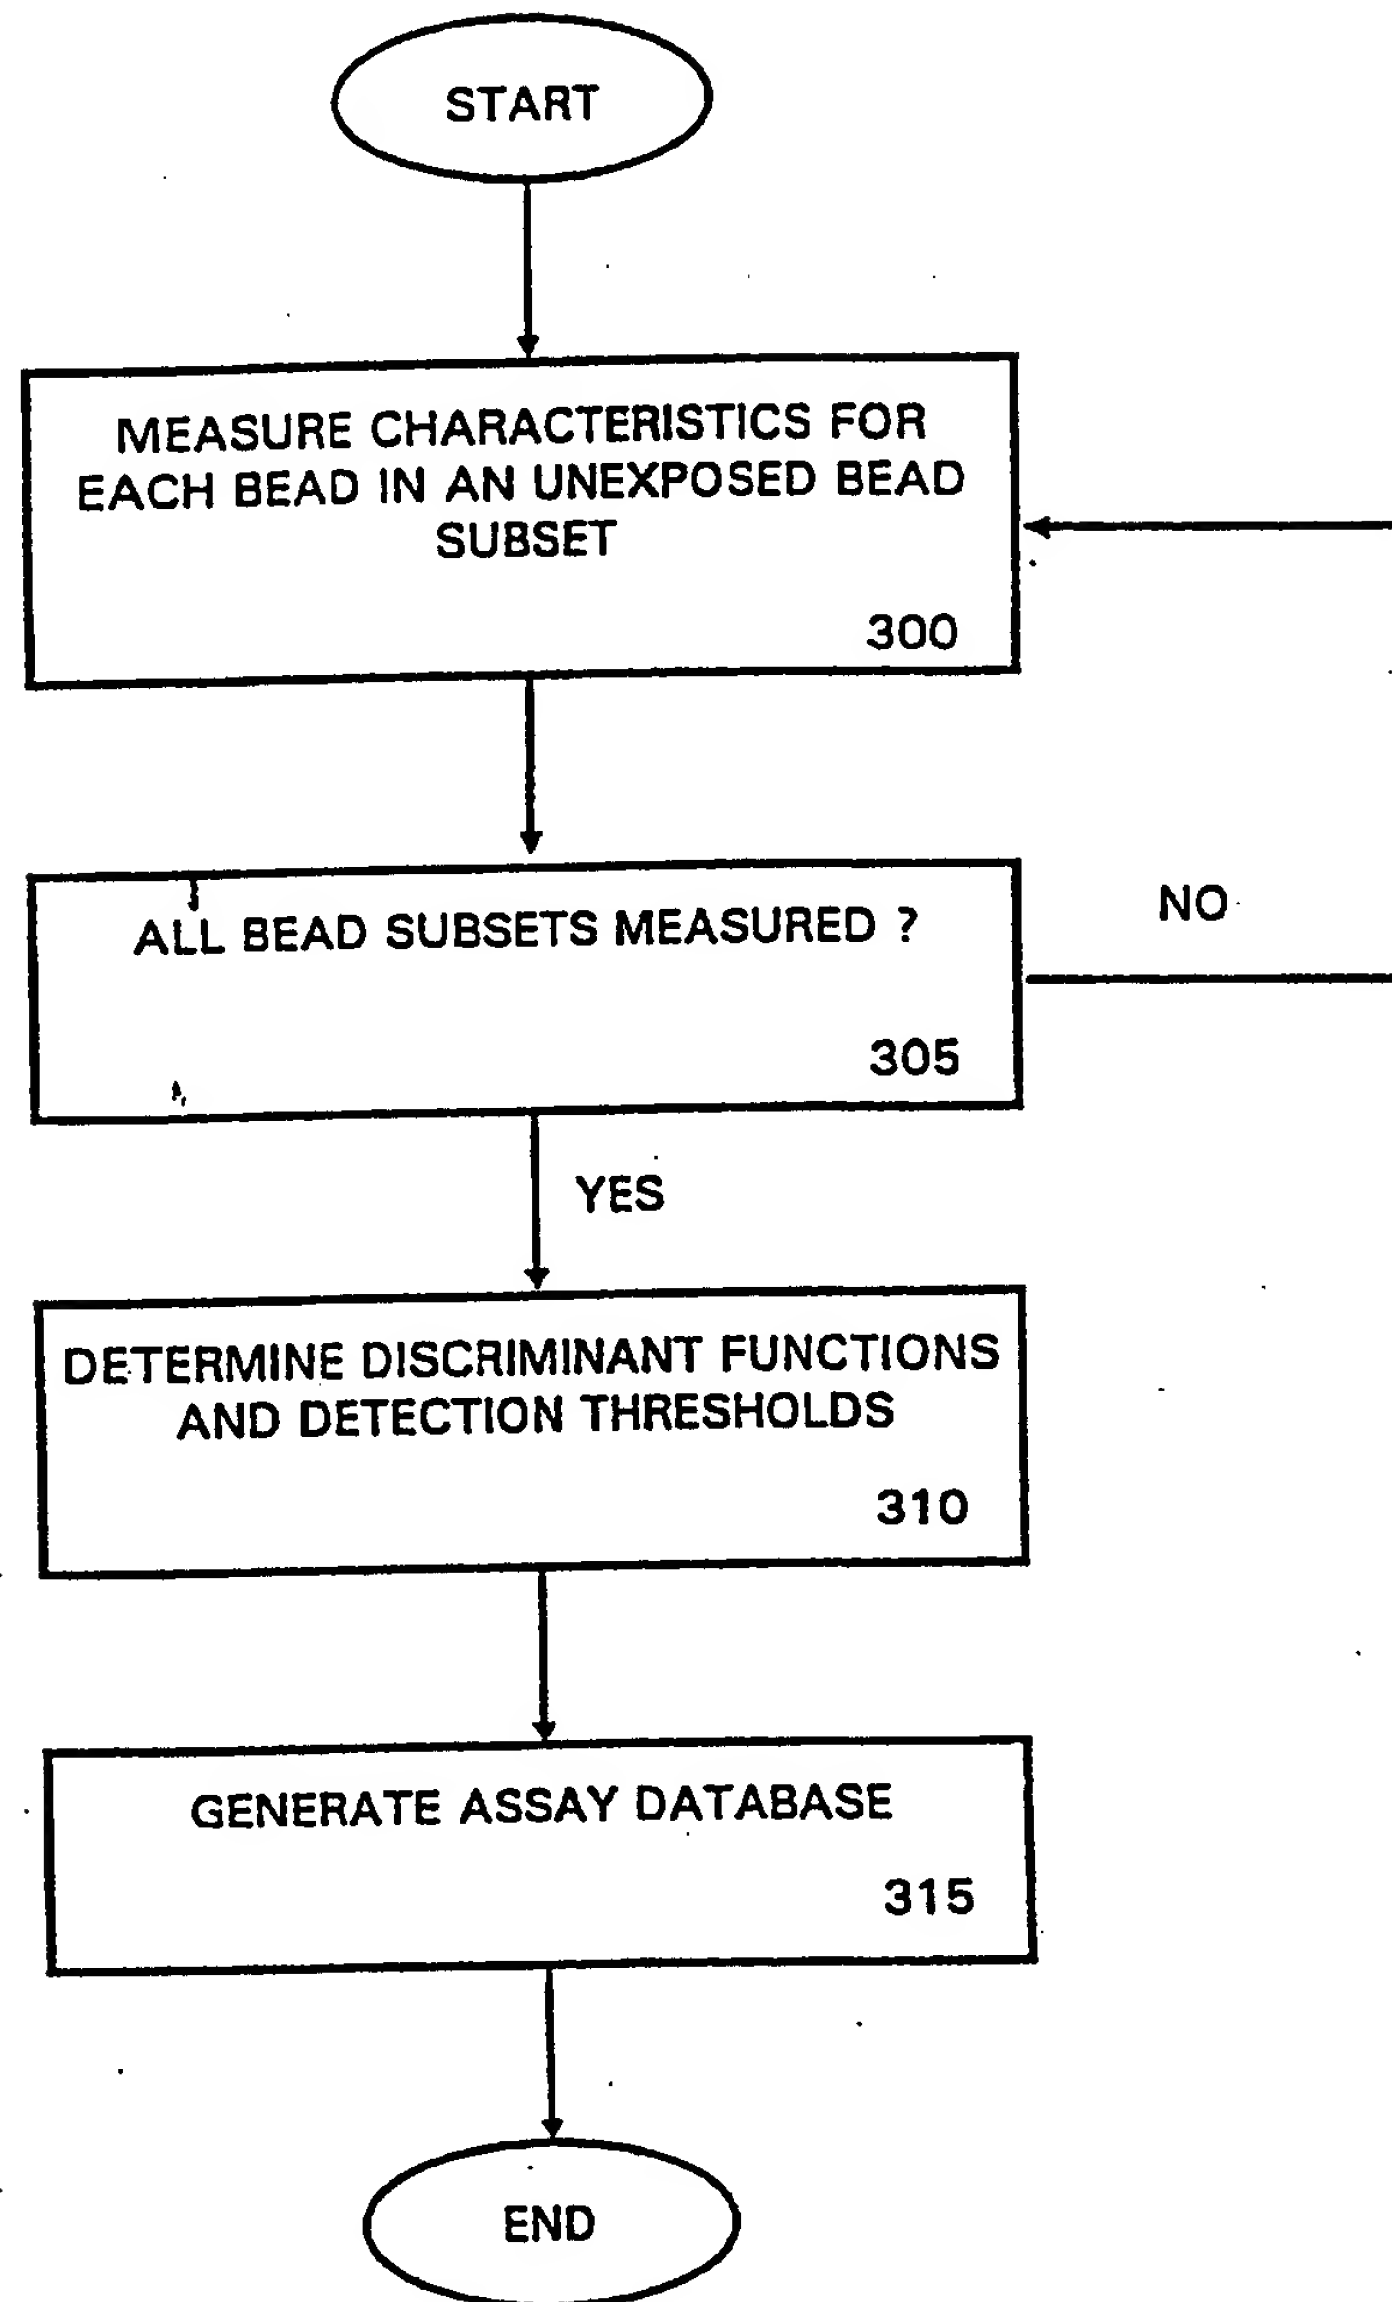 START
MEASURE CHARACTERISTICS FOR
EACH BEAD IN AN UNEXPOSED BEAD
SUBSET
300
ALL BEAD SUBSETS MEASURED ?
NO
305
YES
DETERMINE DISCRIMINANT FUNCTIONS
AND DETECTION THRESHOLDS
310
GENERATE ASSAY DATABASE
315
END